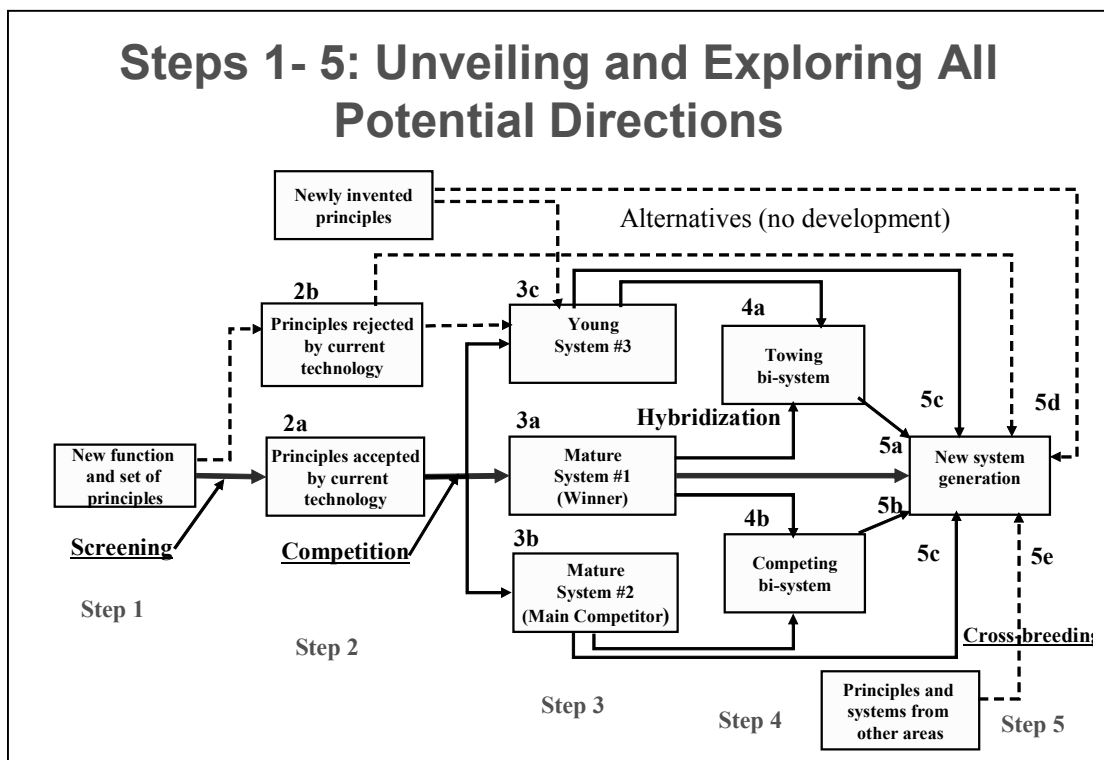 Steps 1- 5: Unveiling and Exploring All
Potential Directions
Newly invented
principles
Alternatives (no development)
2b
Principles rejected
by current
technology
3c
Young
System #3
4a
Towing
bi-system
5c
5d
Hybridization
2a
Principles accepted
by current
technology
3a
Mature
System #1
(Winner)
5a
New system
generation
New function
and set of
principles
Screening
Competition
3b
Mature
System #2
(Main Competitor)
4b
Competing
bi-system
5b
5c
5e
Cross-breeding
Principles and
systems from
other areas
Step 1
Step 2
Step 3
Step 4
Step 5